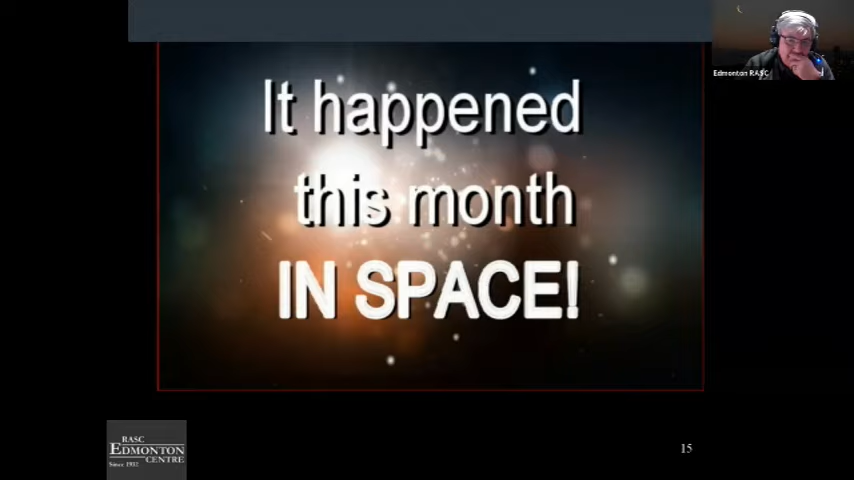 It happened
this month
IN SPACE!
Edmonton RASC
RASC
EDMONTON
CENTRE
Since 1932
15